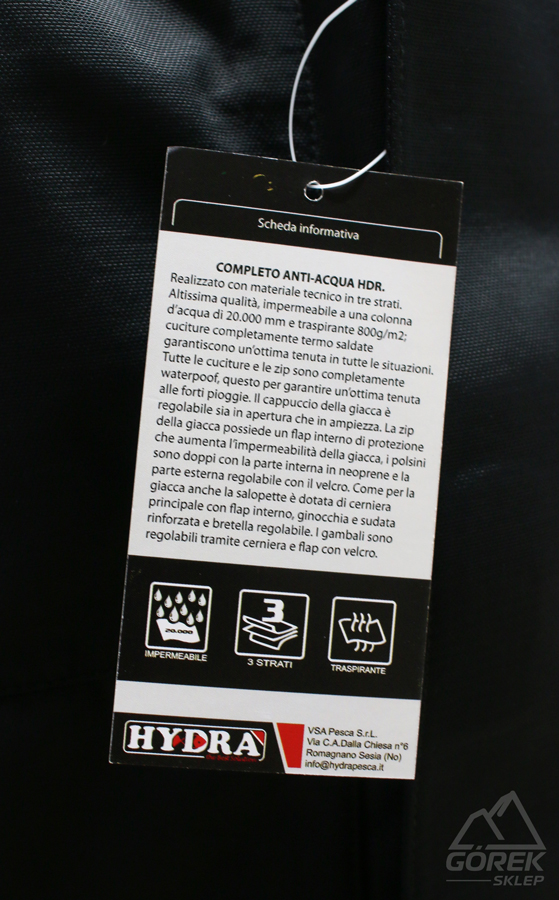 Scheda informativa
COMPLETO ANTI-ACQUA HDR.
Realizzato con materiale tecnico in tre strati.
Altissima qualità, impermeabile a una colonna
d'acqua di 20.000 mm e traspirante 800g/m2;
cuciture completamente termo saldate
garantiscono un'ottima tenuta in tutte le situazioni.
Tutte le cuciture e le zip sono completamente
waterpoof, questo per garantire un'ottima tenuta
alle forti pioggie. Il cappuccio della giacca è
regolabile sia in apertura che in ampiezza. La zip
della giacca possiede un flap interno di protezione
che aumenta l'impermeabilità della giacca, i polsini
sono doppi con la parte interna in neoprene e la
parte esterna regolabile con il velcro. Come per la
giacca anche la salopette è dotata di cerniera
principale con flap interno, ginocchia e sudata
rinforzata e bretella regolabile. I gambali sono
regolabili tramite cerniera e flap con velcro.
20.000
3
IMPERMEABILE
3 STRATI
TRASPIRANTE
HYDRA
VSA Pesca S.r.L.
Via C.A.Dalla Chiesa n°6
Romagnano Sesia (No)
info@hydrapesca.it
GÓREK
SKLEP